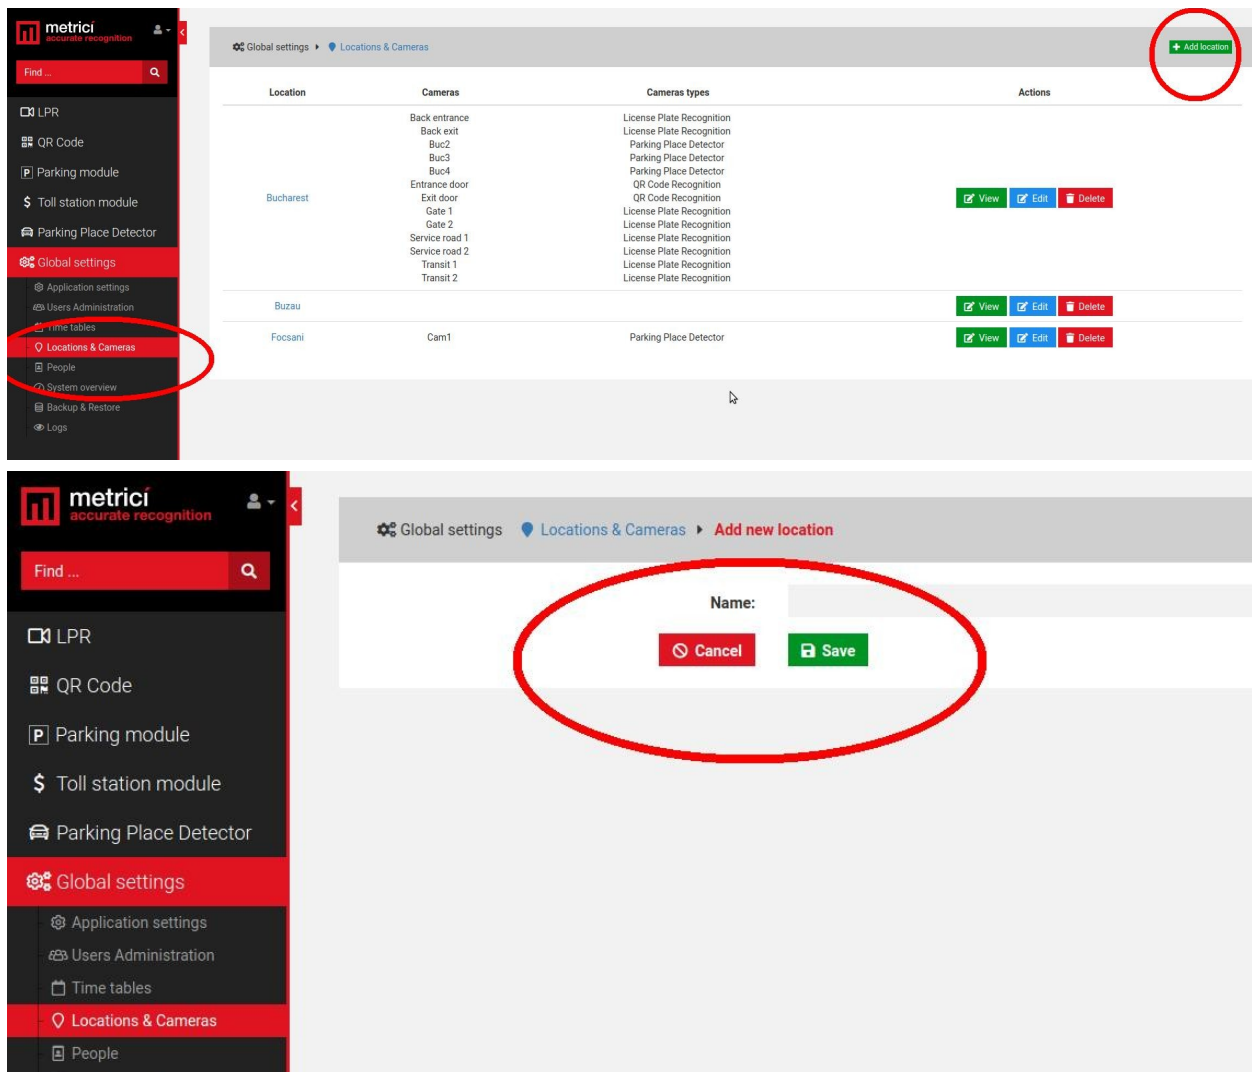 metrici
accurate recognition
Find ...
LPR
QR Code
P Parking module
$ Toll station module
Parking Place Detector
Global settings
Application settings
Users Administration
Time tables
Locations & Cameras
People
System overview
Backup & Restore
Logs
Global settings Locations & Cameras
+ Add location
Location Cameras Cameras types Actions
Back entrance License Plate Recognition
Back exit License Plate Recognition
Buc2 Parking Place Detector
Buc3 Parking Place Detector
Buc4 Parking Place Detector
Entrance door QR Code Recognition
Bucharest Exit door QR Code Recognition View Edit Delete
Gate 1 License Plate Recognition
Gate 2 License Plate Recognition
Service road 1 License Plate Recognition
Service road 2 License Plate Recognition
Transit 1 License Plate Recognition
Transit 2 License Plate Recognition
Buzau View Edit Delete
Focsani Cam1 Parking Place Detector View Edit Delete
metrici
accurate recognition
Find ...
LPR
QR Code
P Parking module
$ Toll station module
Parking Place Detector
Global settings
Application settings
Users Administration
Time tables
Locations & Cameras
People
Global settings Locations & Cameras Add new location
Name:
Cancel Save